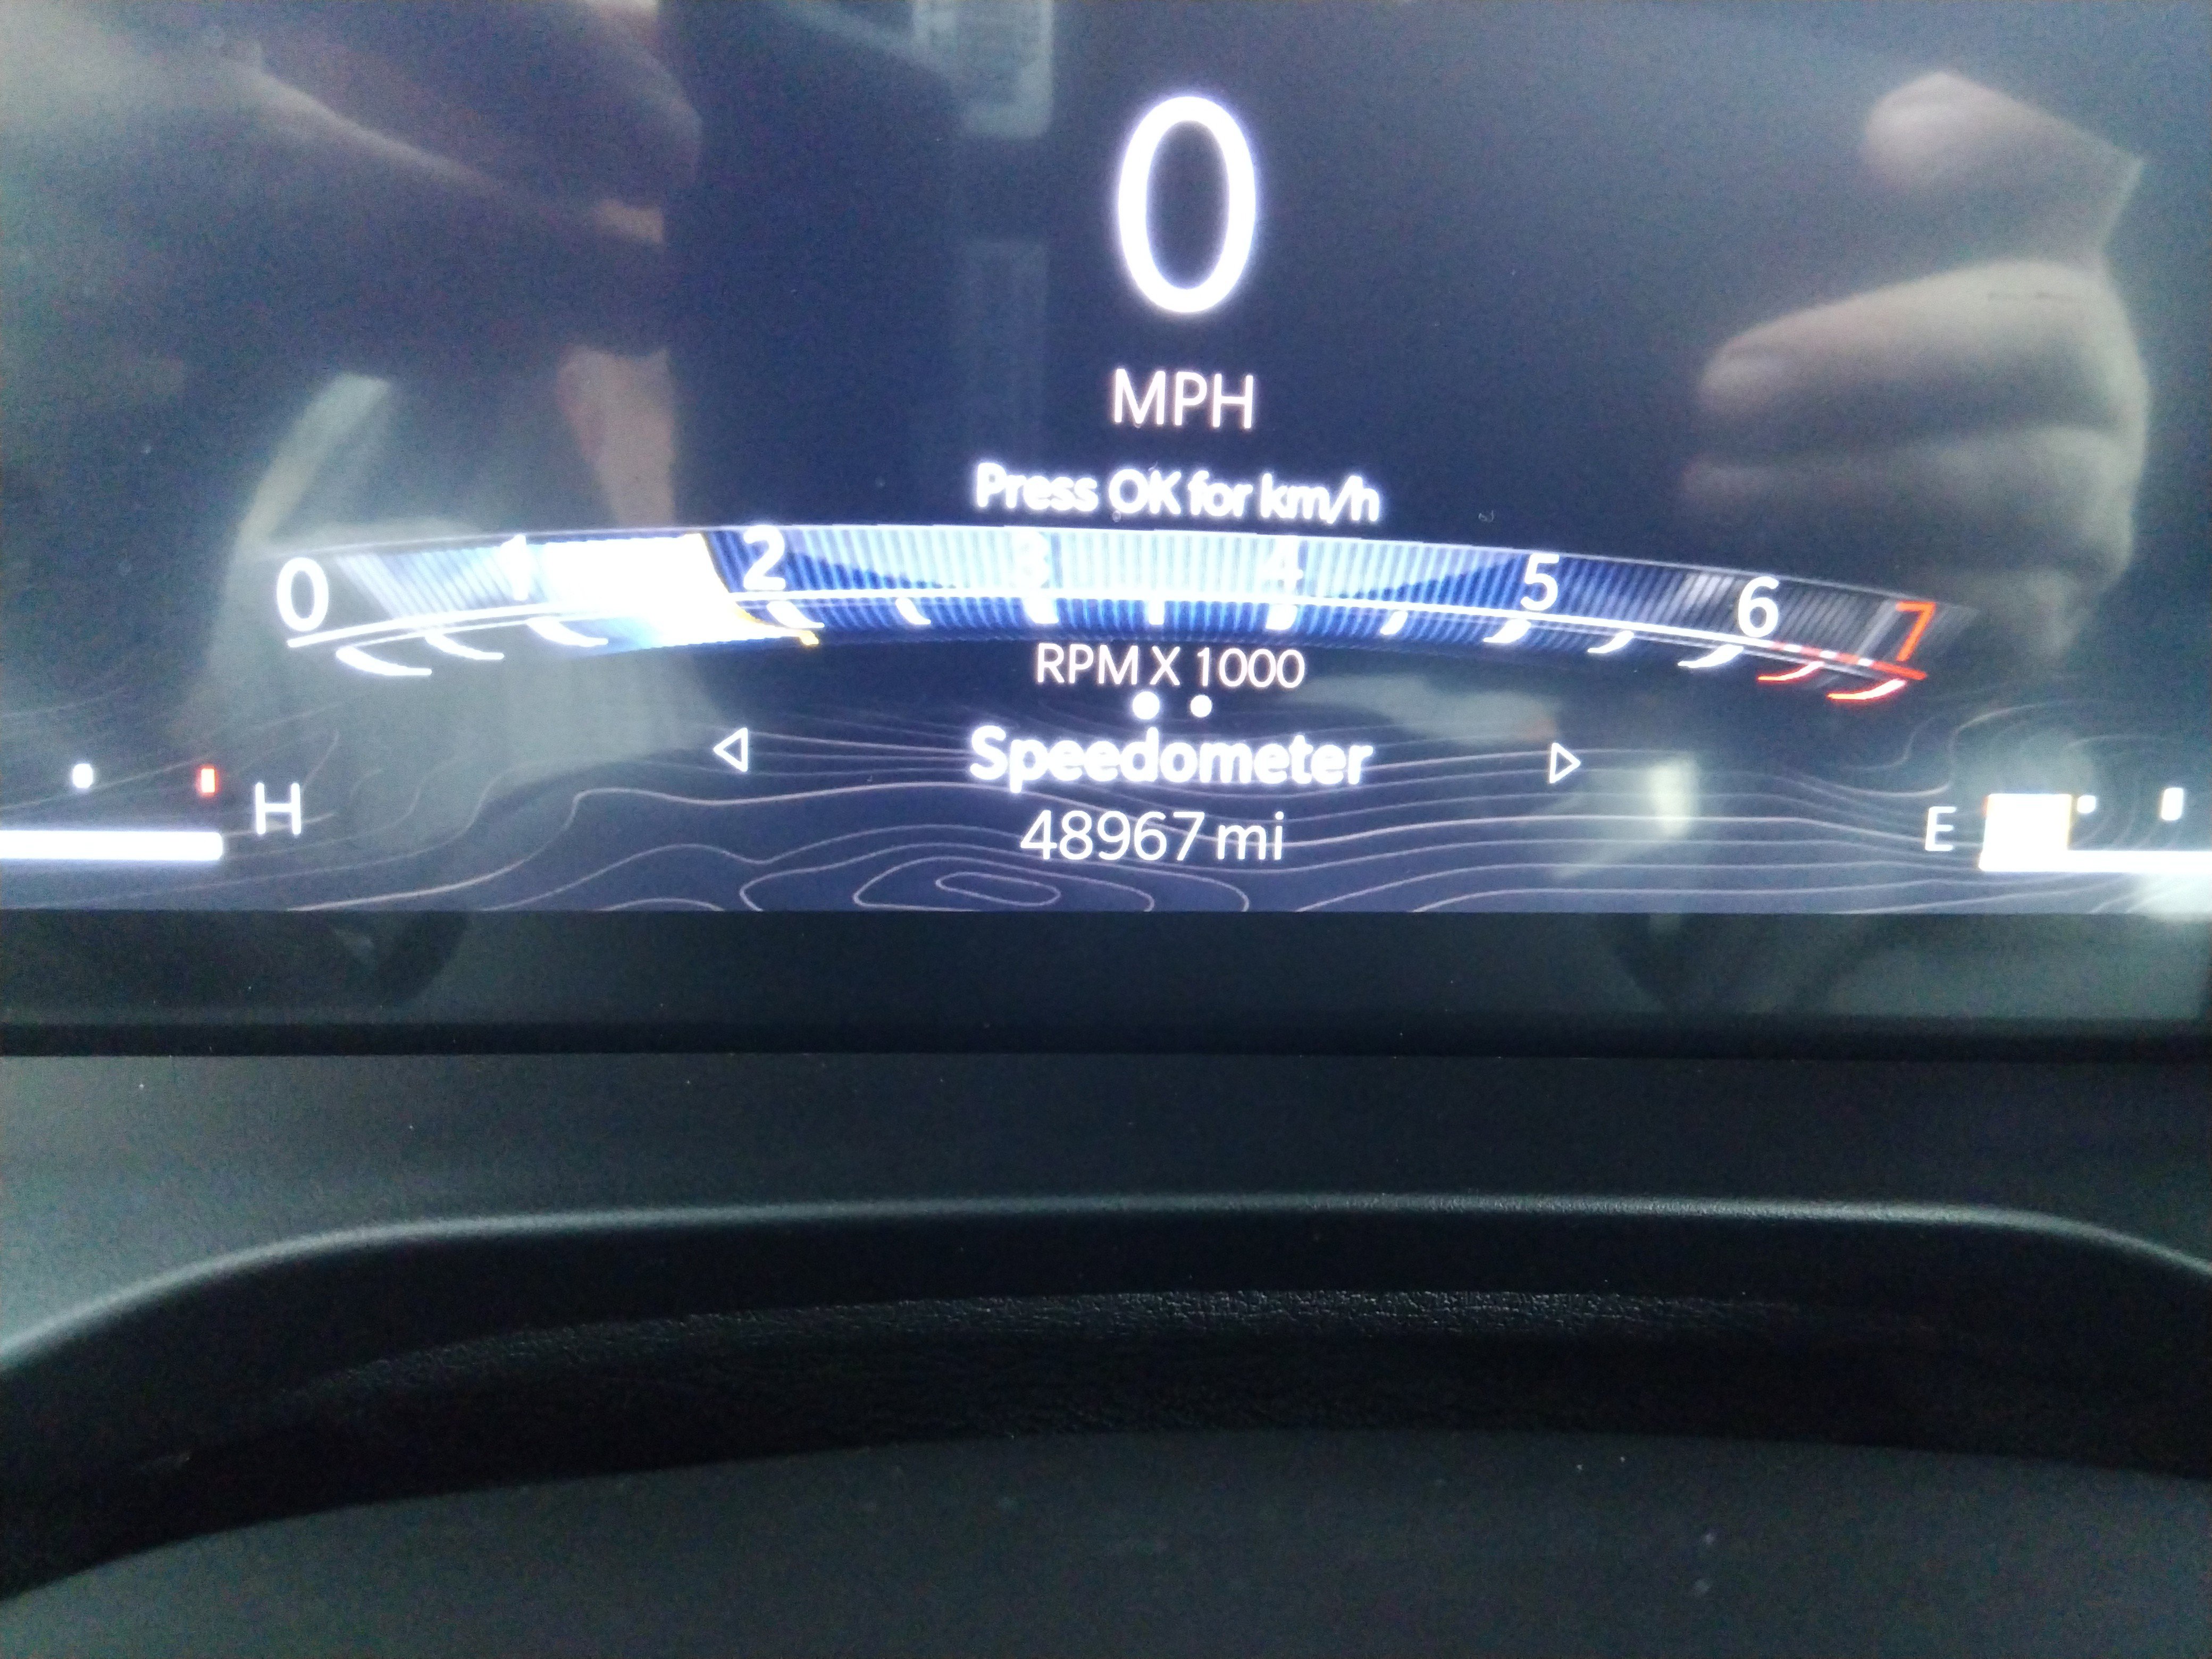 0
MPH
Press OK for km/h
0 1 2 3 4 5 6 7
RPM X 1000
Speedometer
H
48967 mi
E